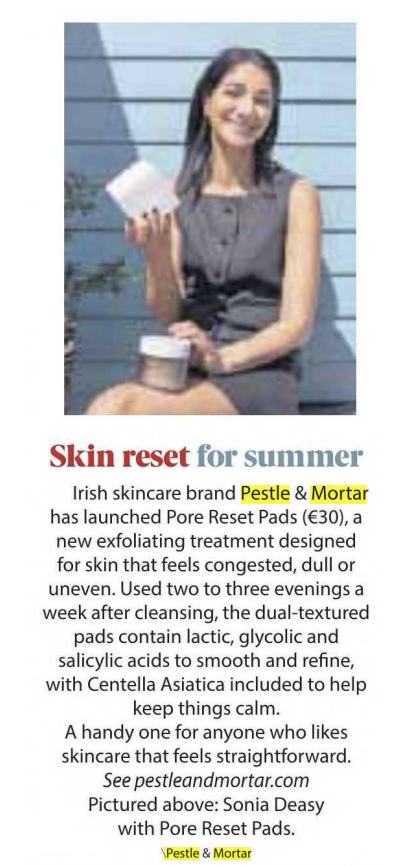 Skin reset for summer
Irish skincare brand Pestle & Mortar
has launched Pore Reset Pads (€30), a
new exfoliating treatment designed
for skin that feels congested, dull or
uneven. Used two to three evenings a
week after cleansing, the dual-textured
pads contain lactic, glycolic and
salicylic acids to smooth and refine,
with Centella Asiatica included to help
keep things calm.
A handy one for anyone who likes
skincare that feels straightforward.
See pestleandmortar.com
Pictured above: Sonia Deasy
with Pore Reset Pads.
\Pestle & Mortar